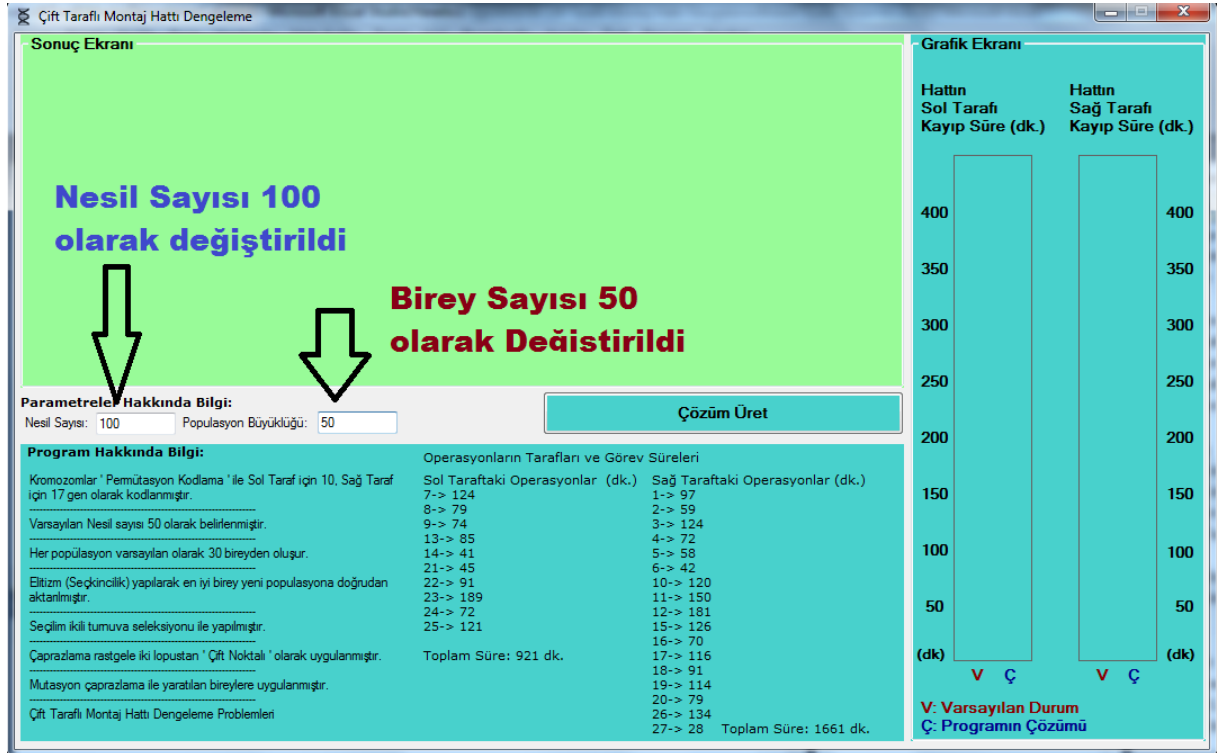 Çift Taraflı Montaj Hattı Dengeleme
Sonuç Ekranı
Nesil Sayısı 100
olarak değiştirildi
Birey Sayısı 50
olarak Değiştirildi
Parametreler Hakkında Bilgi:
Nesil Sayısı: 100 Populasyon Büyüklüğü: 50
Çözüm Üret
Program Hakkında Bilgi:
Kromozomlar ' Permütasyon Kodlama ' ile Sol Taraf için 10, Sağ Taraf
için 17 gen olarak kodlanmıştır.
Varsayılan Nesil sayısı 50 olarak belirlenmiştir.
Her popülasyon varsayılan olarak 30 bireyden oluşur.
Elitizm (Seçkincilik) yapılarak en iyi birey yeni populasyona doğrudan
aktarılmıştır.
Seçilim ikili turnuva seleksiyonu ile yapılmıştır.
Çaprazlama rastgele iki lopustan ' Çift Noktalı ' olarak uygulanmıştır.
Mutasyon çaprazlama ile yaratılan bireylere uygulanmıştır.
Çift Taraflı Montaj Hattı Dengeleme Problemleri
Operasyonların Tarafları ve Görev Süreleri
Sol Taraftaki Operasyonlar (dk.)
7-> 124
8-> 79
9-> 74
13-> 85
14-> 41
21-> 45
22-> 91
23-> 189
24-> 72
25-> 121
Toplam Süre: 921 dk.
Sağ Taraftaki Operasyonlar (dk.)
1-> 97
2-> 59
3-> 124
4-> 72
5-> 58
6-> 42
10-> 120
11-> 150
12-> 181
15-> 126
16-> 70
17-> 116
18-> 91
19-> 114
20-> 79
26-> 134
27-> 28 Toplam Süre: 1661 dk.
Grafik Ekranı
Hattın
Sol Tarafı
Kayıp Süre (dk.)
Hattın
Sağ Tarafı
Kayıp Süre (dk.)
400 400
350 350
300 300
250 250
200 200
150 150
100 100
50 50
(dk) (dk)
V Ç V Ç
V: Varsayılan Durum
Ç: Programın Çözümü